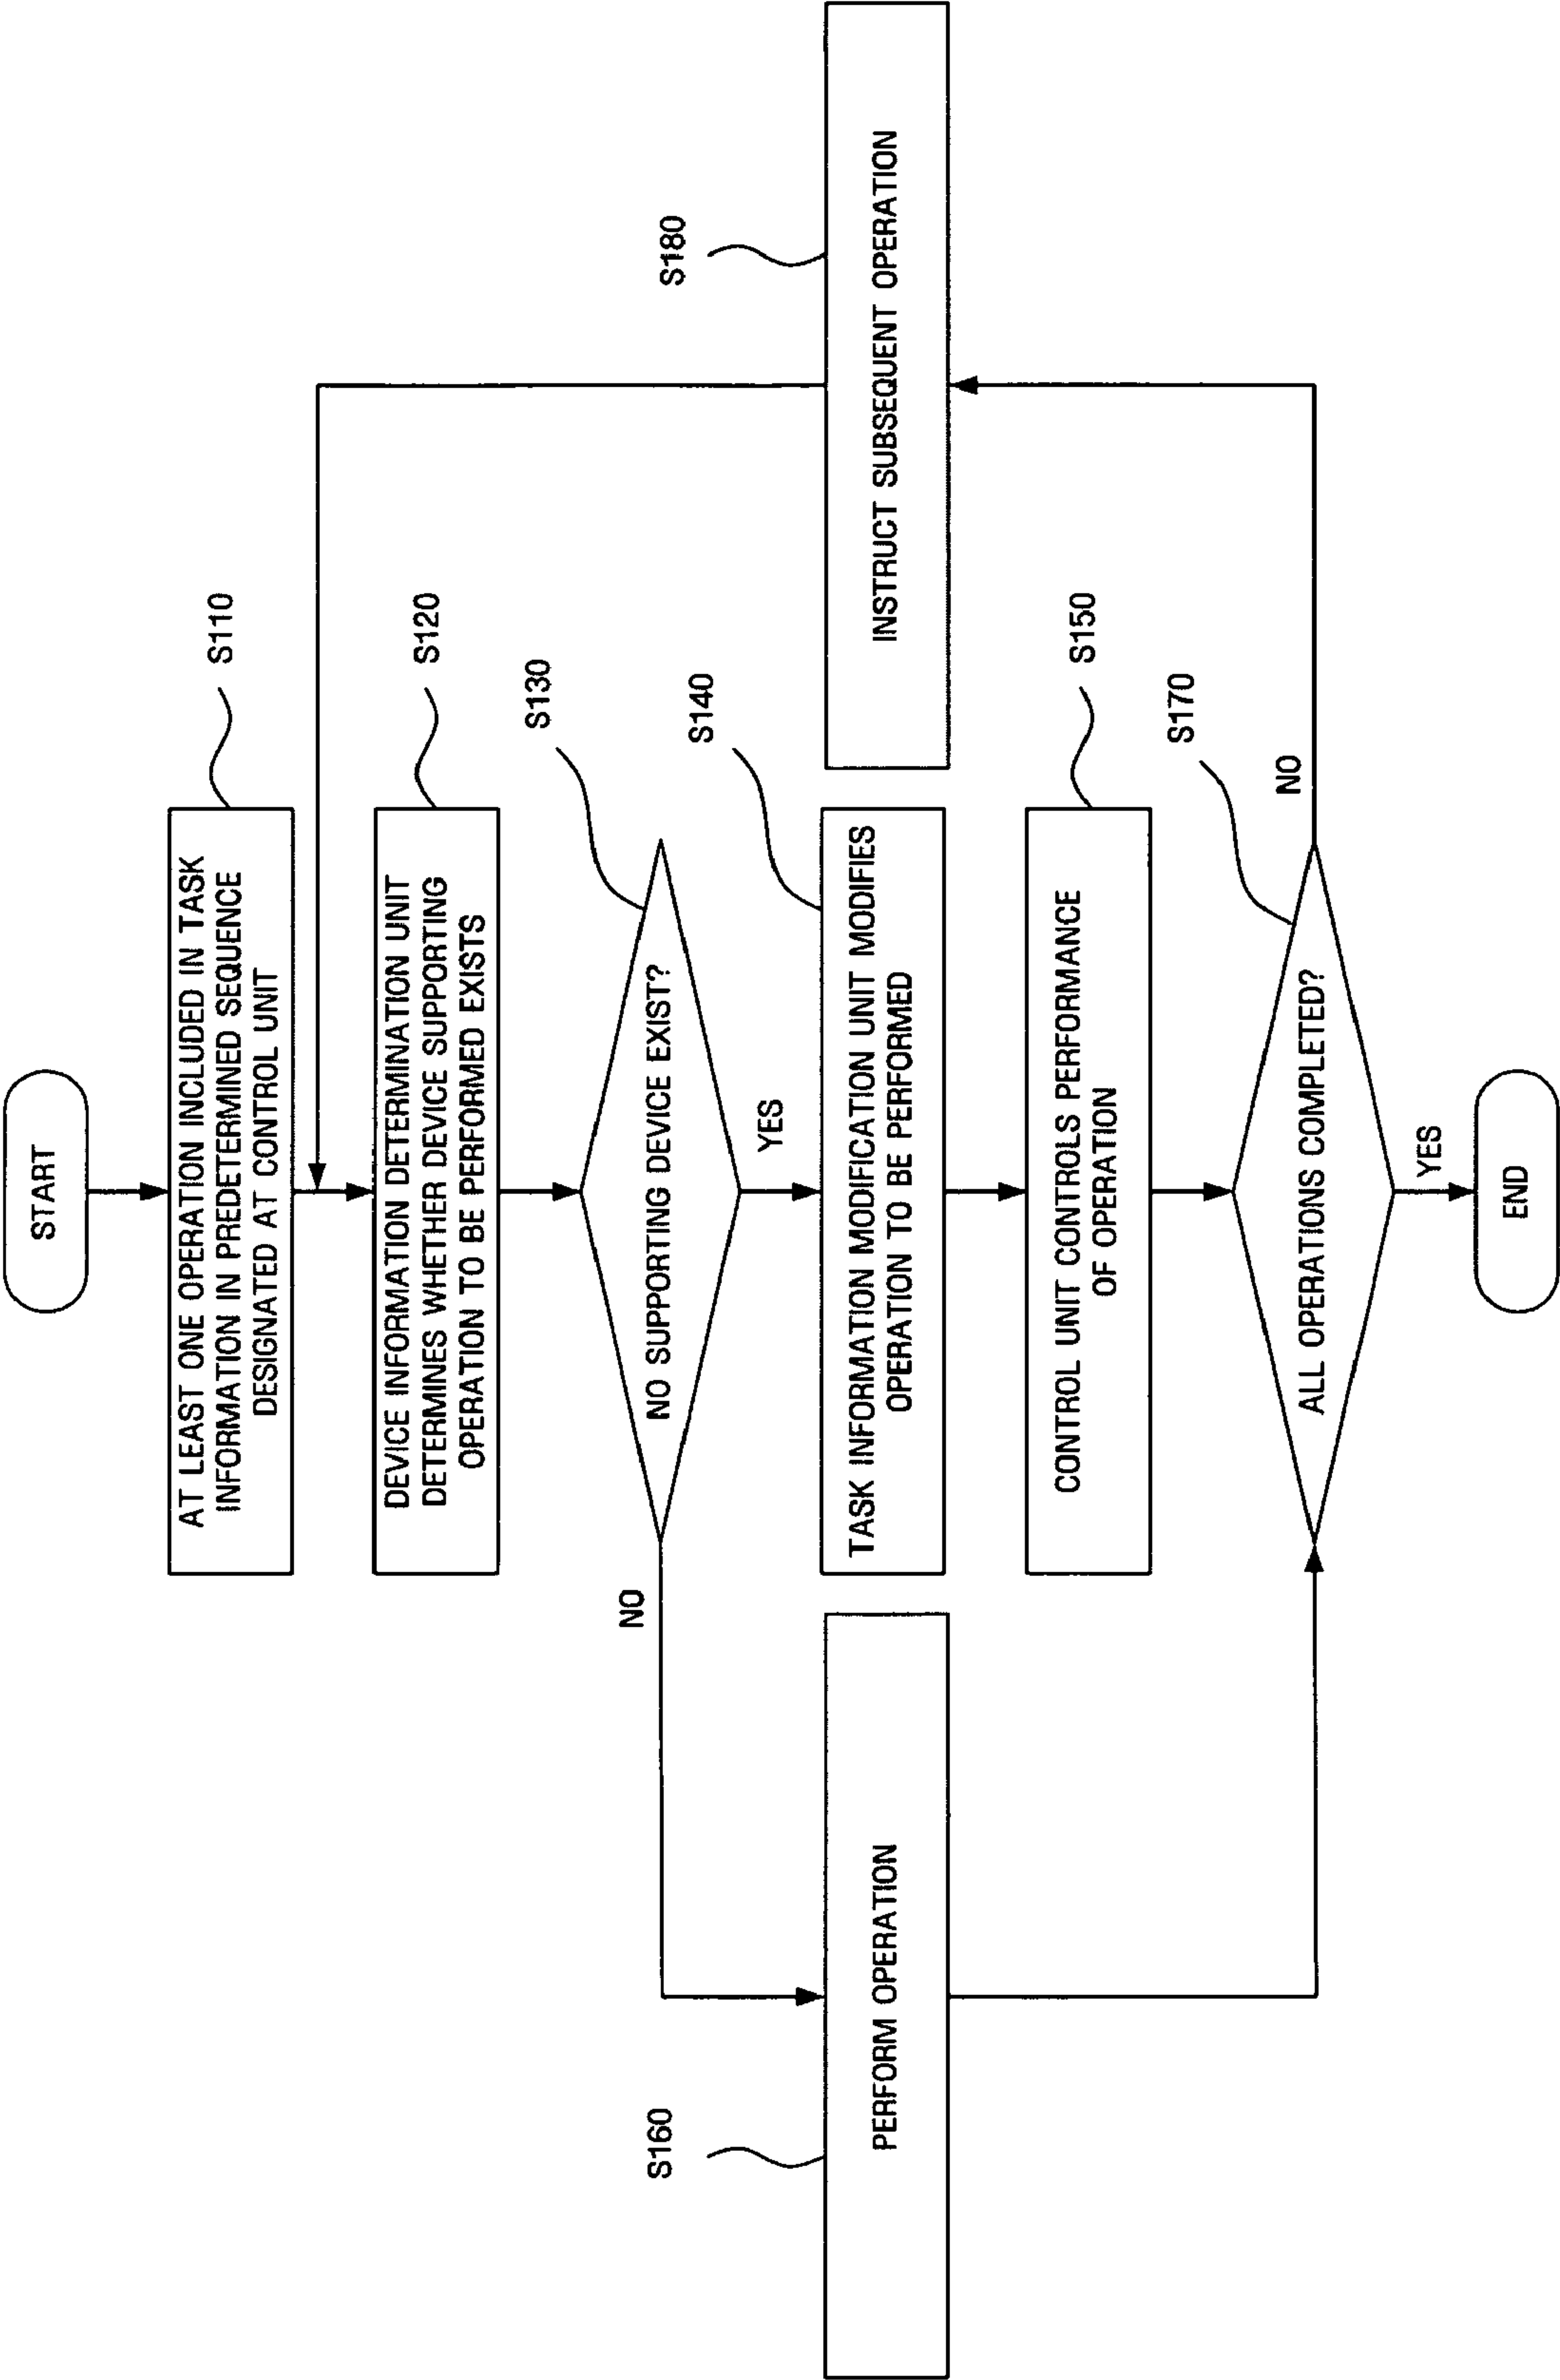 START
AT LEAST ONE OPERATION INCLUDED IN TASK
INFORMATION IN PREDETERMINED SEQUENCE
DESIGNATED AT CONTROL UNIT
S110
DEVICE INFORMATION DETERMINATION UNIT
DETERMINES WHETHER DEVICE SUPPORTING
OPERATION TO BE PERFORMED EXISTS
S120
NO SUPPORTING DEVICE EXIST?
S130
NO
YES
S160
PERFORM OPERATION
TASK INFORMATION MODIFICATION UNIT MODIFIES
OPERATION TO BE PERFORMED
S140
INSTRUCT SUBSEQUENT OPERATION
S180
CONTROL UNIT CONTROLS PERFORMANCE
OF OPERATION
S150
ALL OPERATIONS COMPLETED?
S170
NO
YES
END